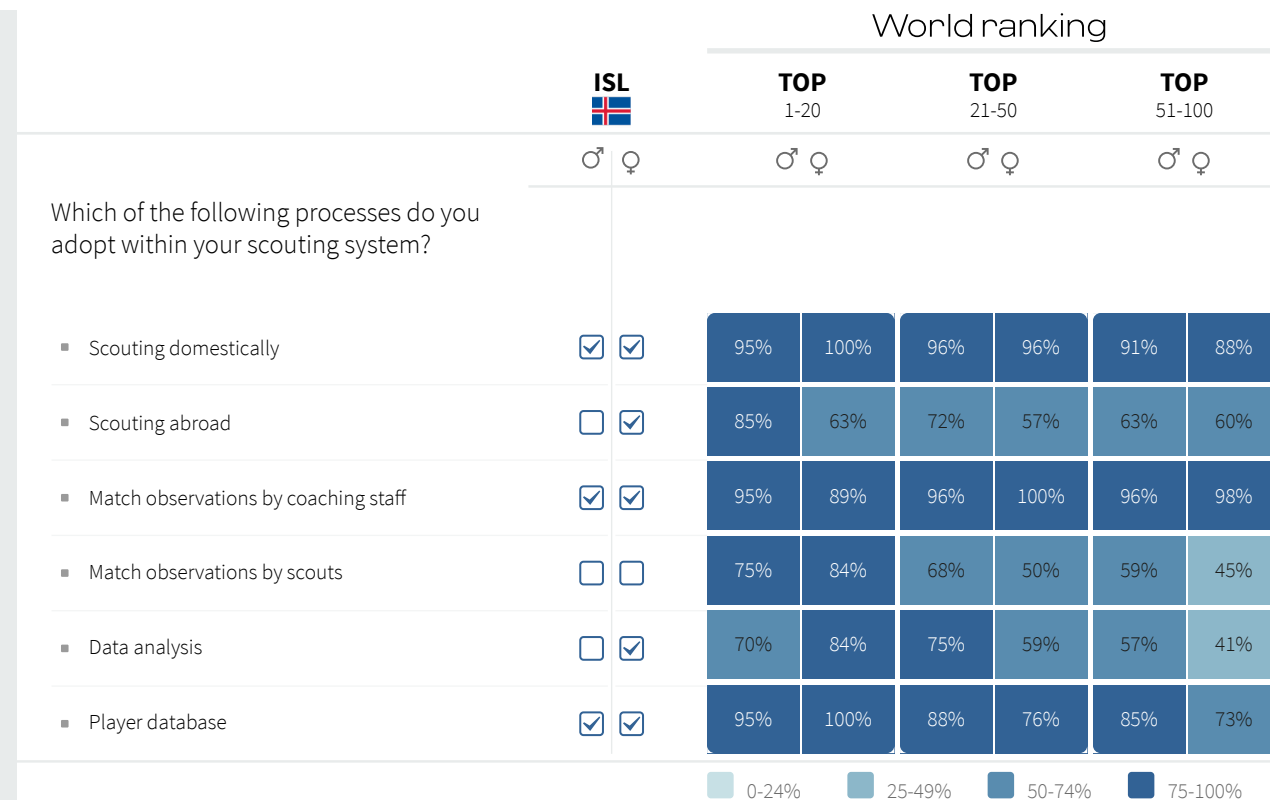 World ranking
ISL TOP TOP TOP
1-20 21-50 51-100
♂ ♀ ♂ ♀ ♂ ♀ ♂ ♀
Which of the following processes do you
adopt within your scouting system?
Scouting domestically 95% 100% 96% 96% 91% 88%
Scouting abroad 85% 63% 72% 57% 63% 60%
Match observations by coaching staff 95% 89% 96% 100% 96% 98%
Match observations by scouts 75% 84% 68% 50% 59% 45%
Data analysis 70% 84% 75% 59% 57% 41%
Player database 95% 100% 88% 76% 85% 73%
0-24% 25-49% 50-74% 75-100%